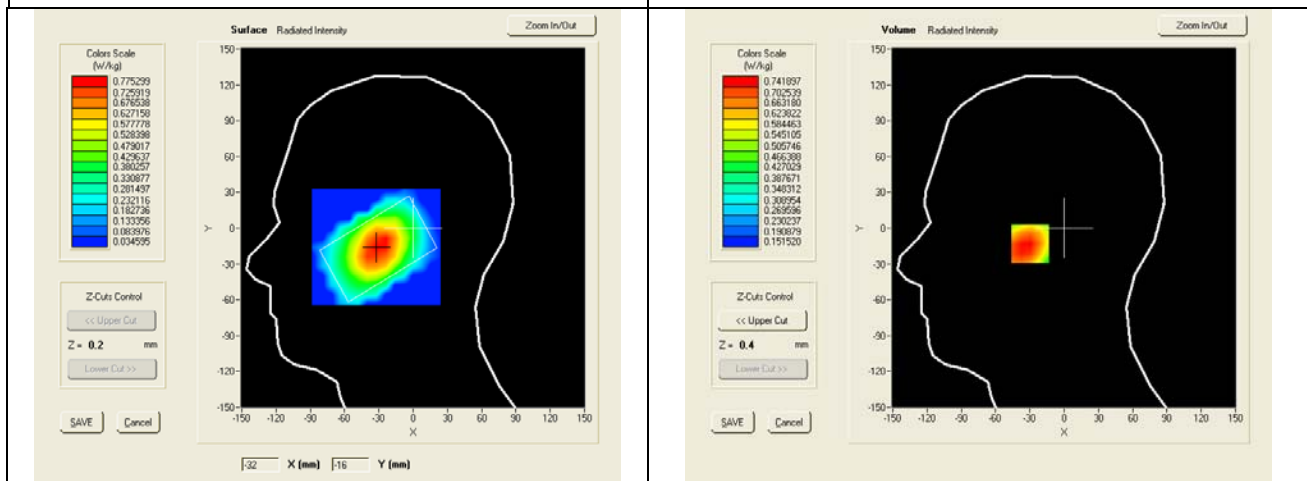 Surface Radiated Intensity
Zoom In/Out
Colors Scale
(W/kg)
0.775299
0.725919
0.676538
0.627158
0.577778
0.528398
0.479017
0.429637
0.380257
0.330877
0.281497
0.232116
0.182736
0.133356
0.083976
0.034595
150
120
90
60
30
0
-30
-60
-90
-120
-150
Y
-150 -120 -90 -60 -30 0 30 60 90 120 150
X
Z-Cuts Control
<< Upper Cut
Z = 0.2 mm
Lower Cut >>
SAVE Cancel
-32 X (mm) -16 Y (mm)
Volume Radiated Intensity
Zoom In/Out
Colors Scale
(W/kg)
0.741897
0.702539
0.663180
0.623822
0.584463
0.545105
0.505746
0.466388
0.427029
0.387671
0.348312
0.308954
0.269596
0.230237
0.190879
0.151520
150
120
90
60
30
0
-30
-60
-90
-120
-150
Y
-150 -120 -90 -60 -30 0 30 60 90 120 150
X
Z-Cuts Control
<< Upper Cut
Z = 0.4 mm
Lower Cut >>
SAVE Cancel